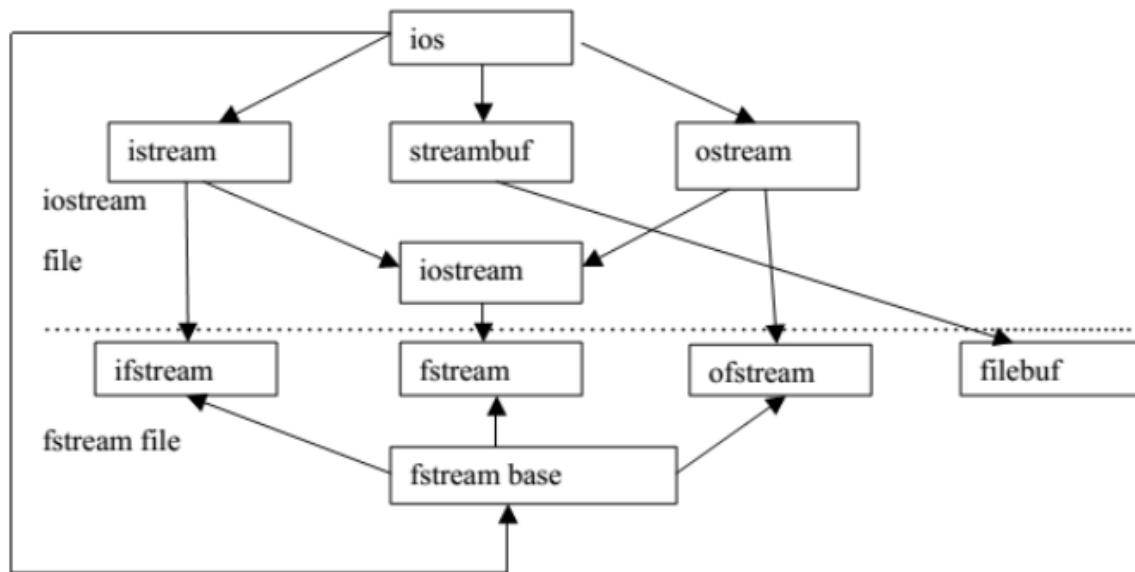 ios
istream
streambuf
ostream
iostream
file
iostream
ifstream
fstream
ofstream
filebuf
fstream file
fstream base